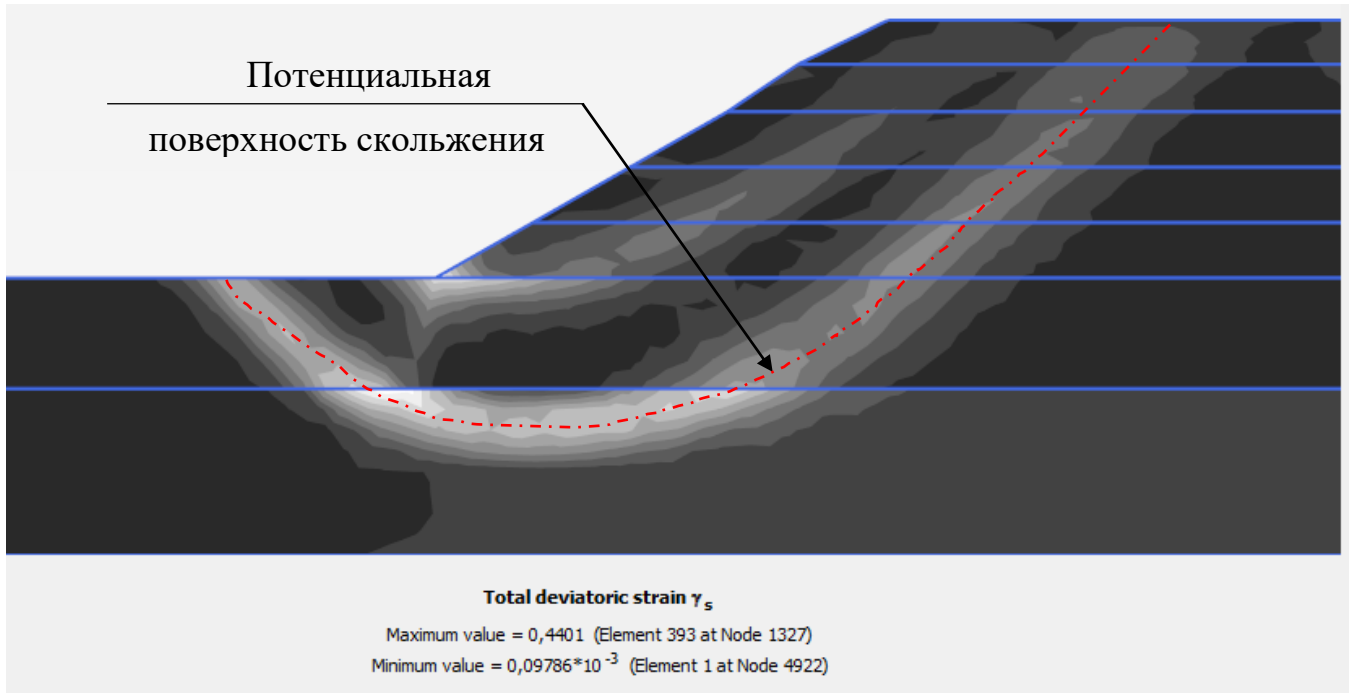 Потенциальная
поверхность скольжения
Total deviatoric strain γ s
Maximum value = 0,4401 (Element 393 at Node 1327)
Minimum value = 0,09786*10 -3 (Element 1 at Node 4922)